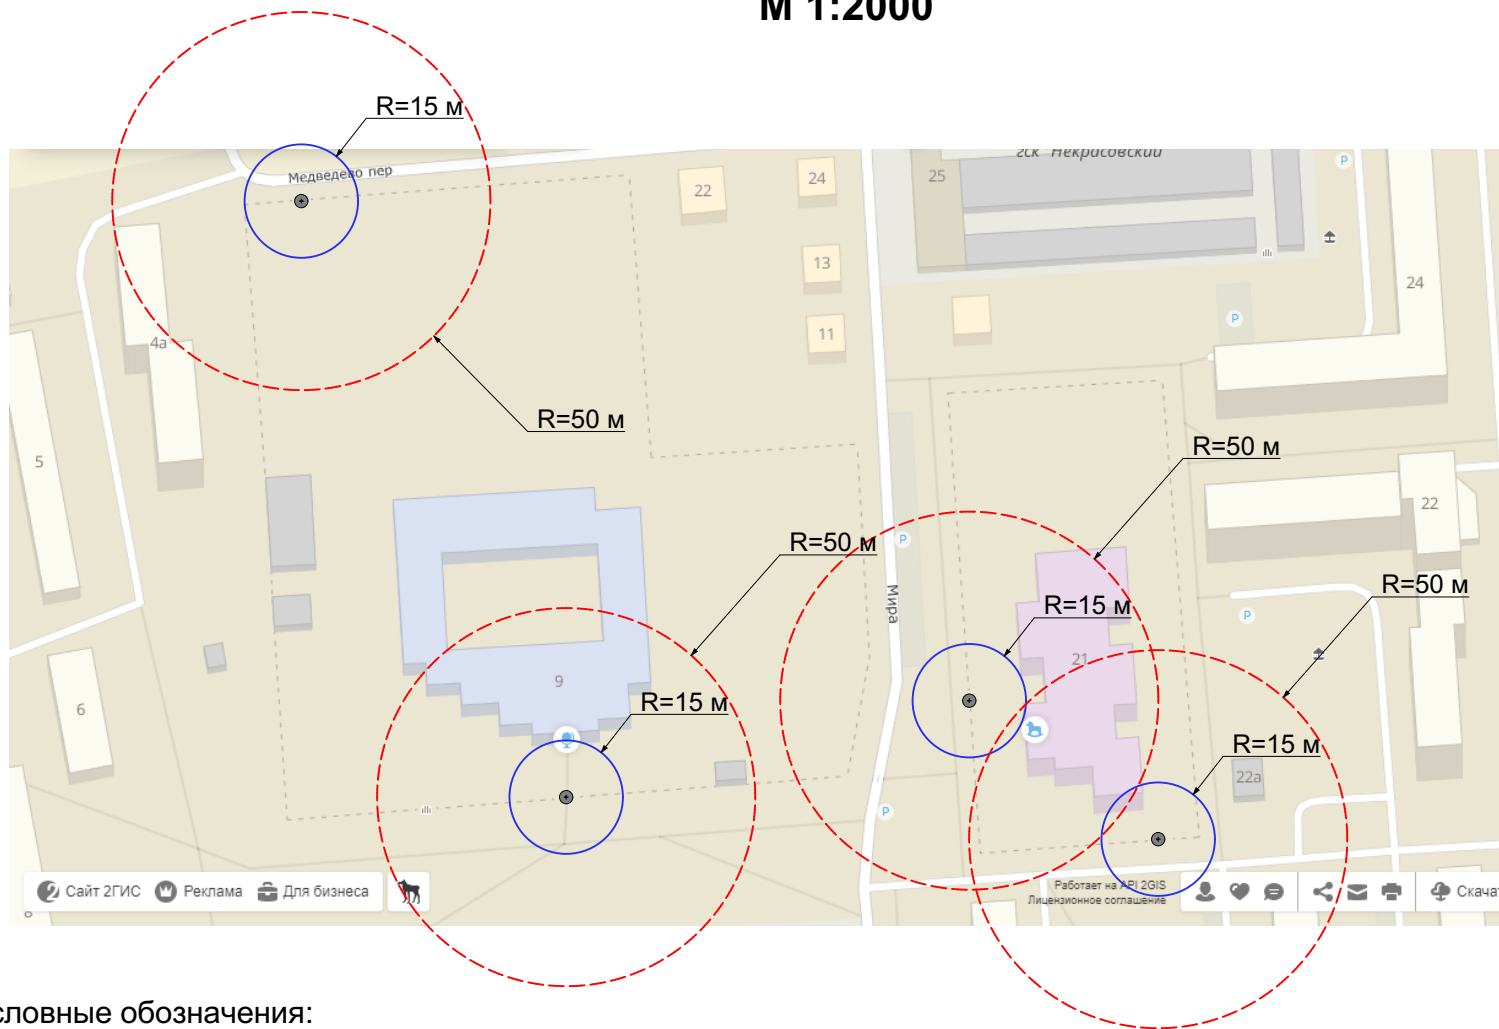 М 1:2000
R=15 м
Медведево пер
гск Некрасовский
P
25
22
24
13
11
24
P
4а
R=50 м
R=50 м
5
22
R=50 м
P
Мира
R=50 м
R=15 м
P
21
9
6
R=15 м
R=15 м
22а
P
Работает на API 2GIS
Лицензионное соглашение
Сайт 2ГИС
Реклама
Для бизнеса
Скачат
8
словные обозначения: